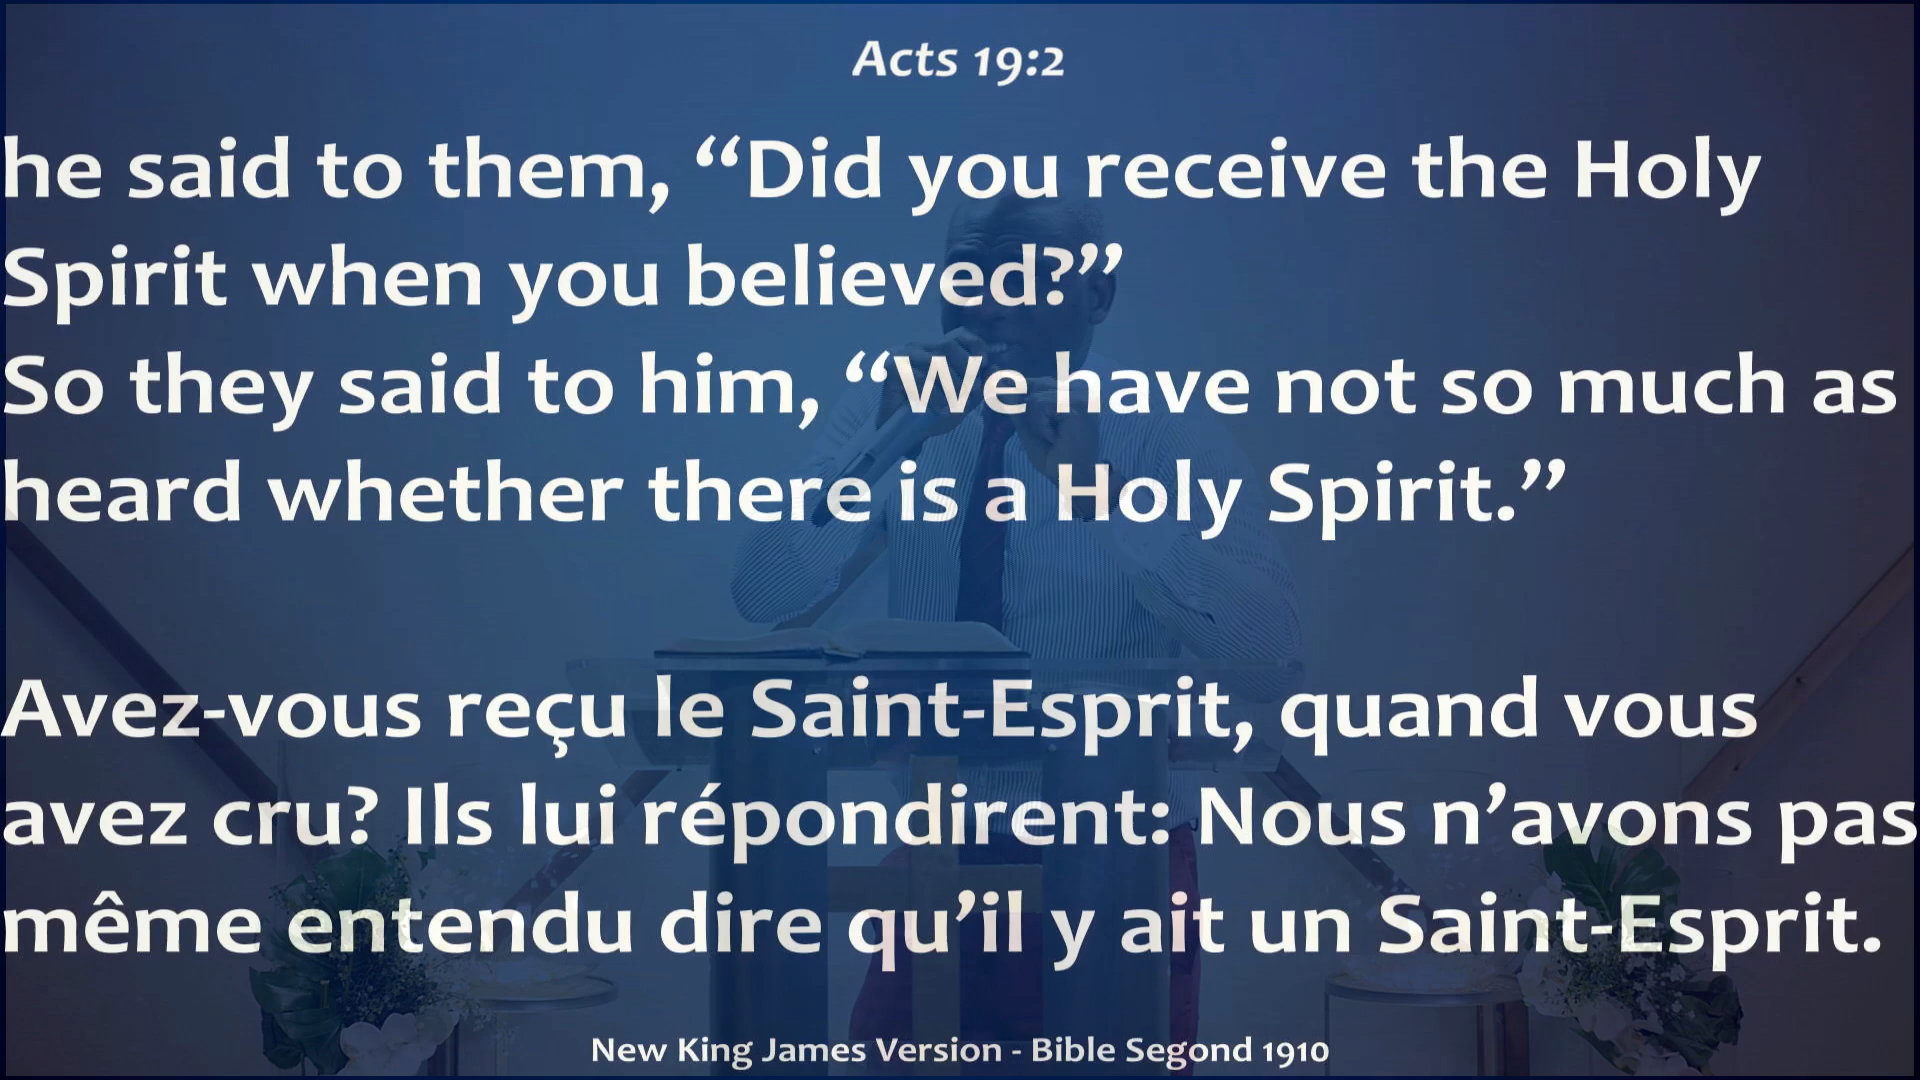 Acts 19:2
he said to them, “Did you receive the Holy
Spirit when you believed?”
So they said to him, “We have not so much as
heard whether there is a Holy Spirit.”
Avez-vous reçu le Saint-Esprit, quand vous
avez cru? Ils lui répondirent: Nous n’avons pas
même entendu dire qu’il y ait un Saint-Esprit.
New King James Version - Bible Segond 1910